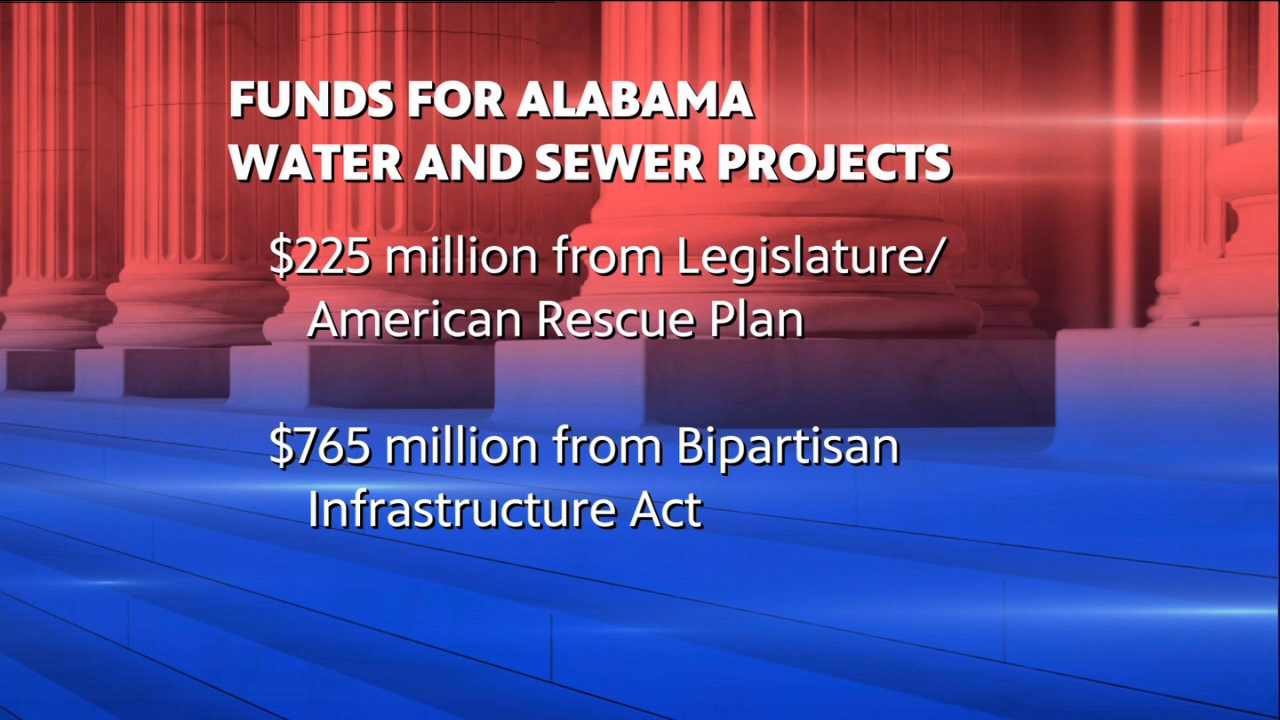 FUNDS FOR ALABAMA
WATER AND SEWER PROJECTS
$225 million from Legislature/
American Rescue Plan
$765 million from Bipartisan
Infrastructure Act